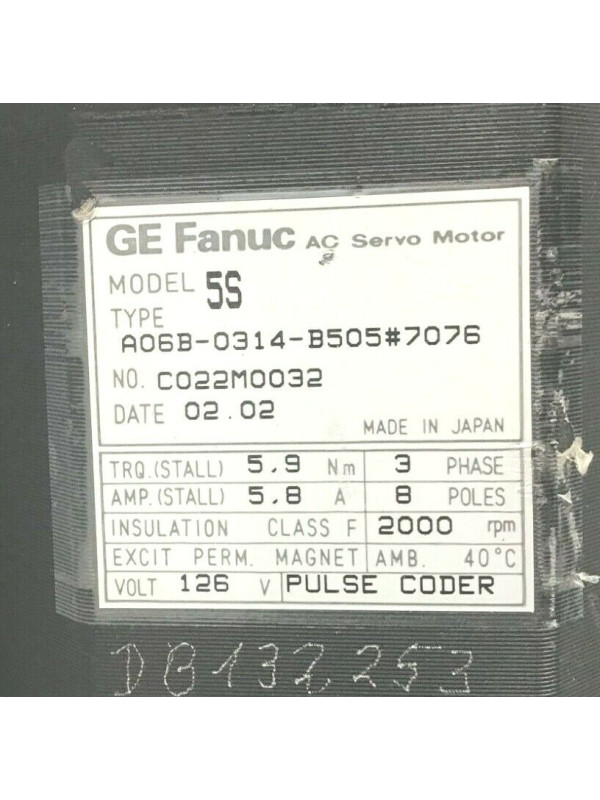 GE Fanuc AC Servo Motor
MODEL 5S
TYPE
A06B-0314-B505#7076
NO. C022M0032
DATE 02.02
MADE IN JAPAN
TRQ.(STALL) 5.9 Nm 3 PHASE
AMP.(STALL) 5.8 A 8 POLES
INSULATION CLASS F 2000 rpm
EXCIT PERM. MAGNET AMB. 40°C
VOLT 126 V PULSE CODER
DB132253